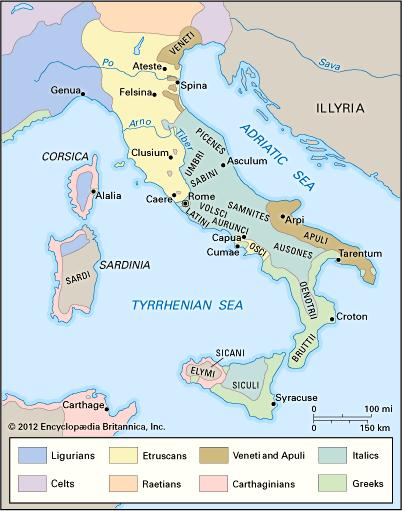 VENETI
Sava
Ateste
Po
Spina
Genua
Felsina
ILLYRIA
Arno
Tiber
PICENES
ADRIATIC SEA
CORSICA
Clusium
UMBRI
Asculum
SABINI
Alalia
Caere
Rome
VOLSCI
SAMNITES
LATINI
AURUNCI
Arpi
Capua
APULI
Cumae
OSCI
AUSONES
Tarentum
SARDINIA
SARDI
OENOTRII
TYRRHENIAN SEA
Croton
BRUTTII
SICANI
ELYMI
SICULI
Carthage
Syracuse
0 100 mi
0 150 km
© 2012 Encyclopædia Britannica, Inc.
Ligurians Etruscans Veneti and Apuli Italics
Celts Raetians Carthaginians Greeks